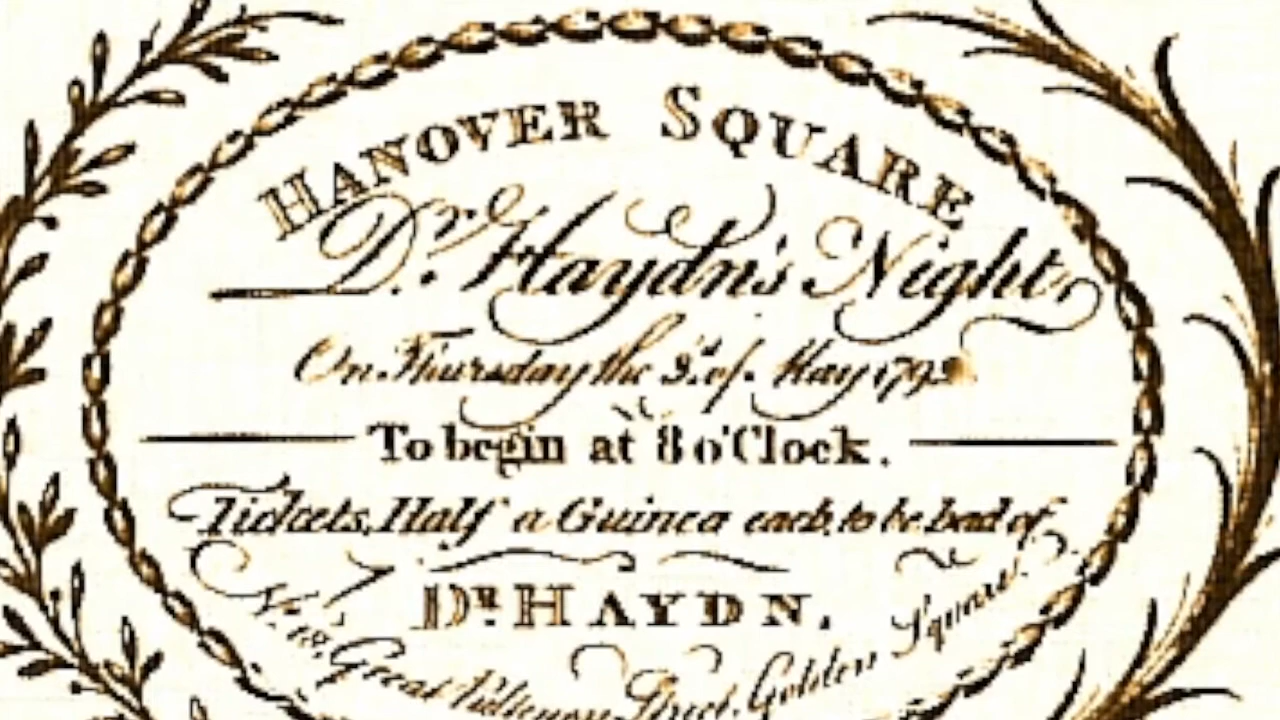 HANOVER SQUARE
Dr. Haydn's Night,
On Thursday the 3d. of May 1792
To begin at 8 o'Clock.
Tickets, Half a Guinea each, to be had of
DR. HAYDN.
No. 18, Great Pulteney Street, Golden Square.